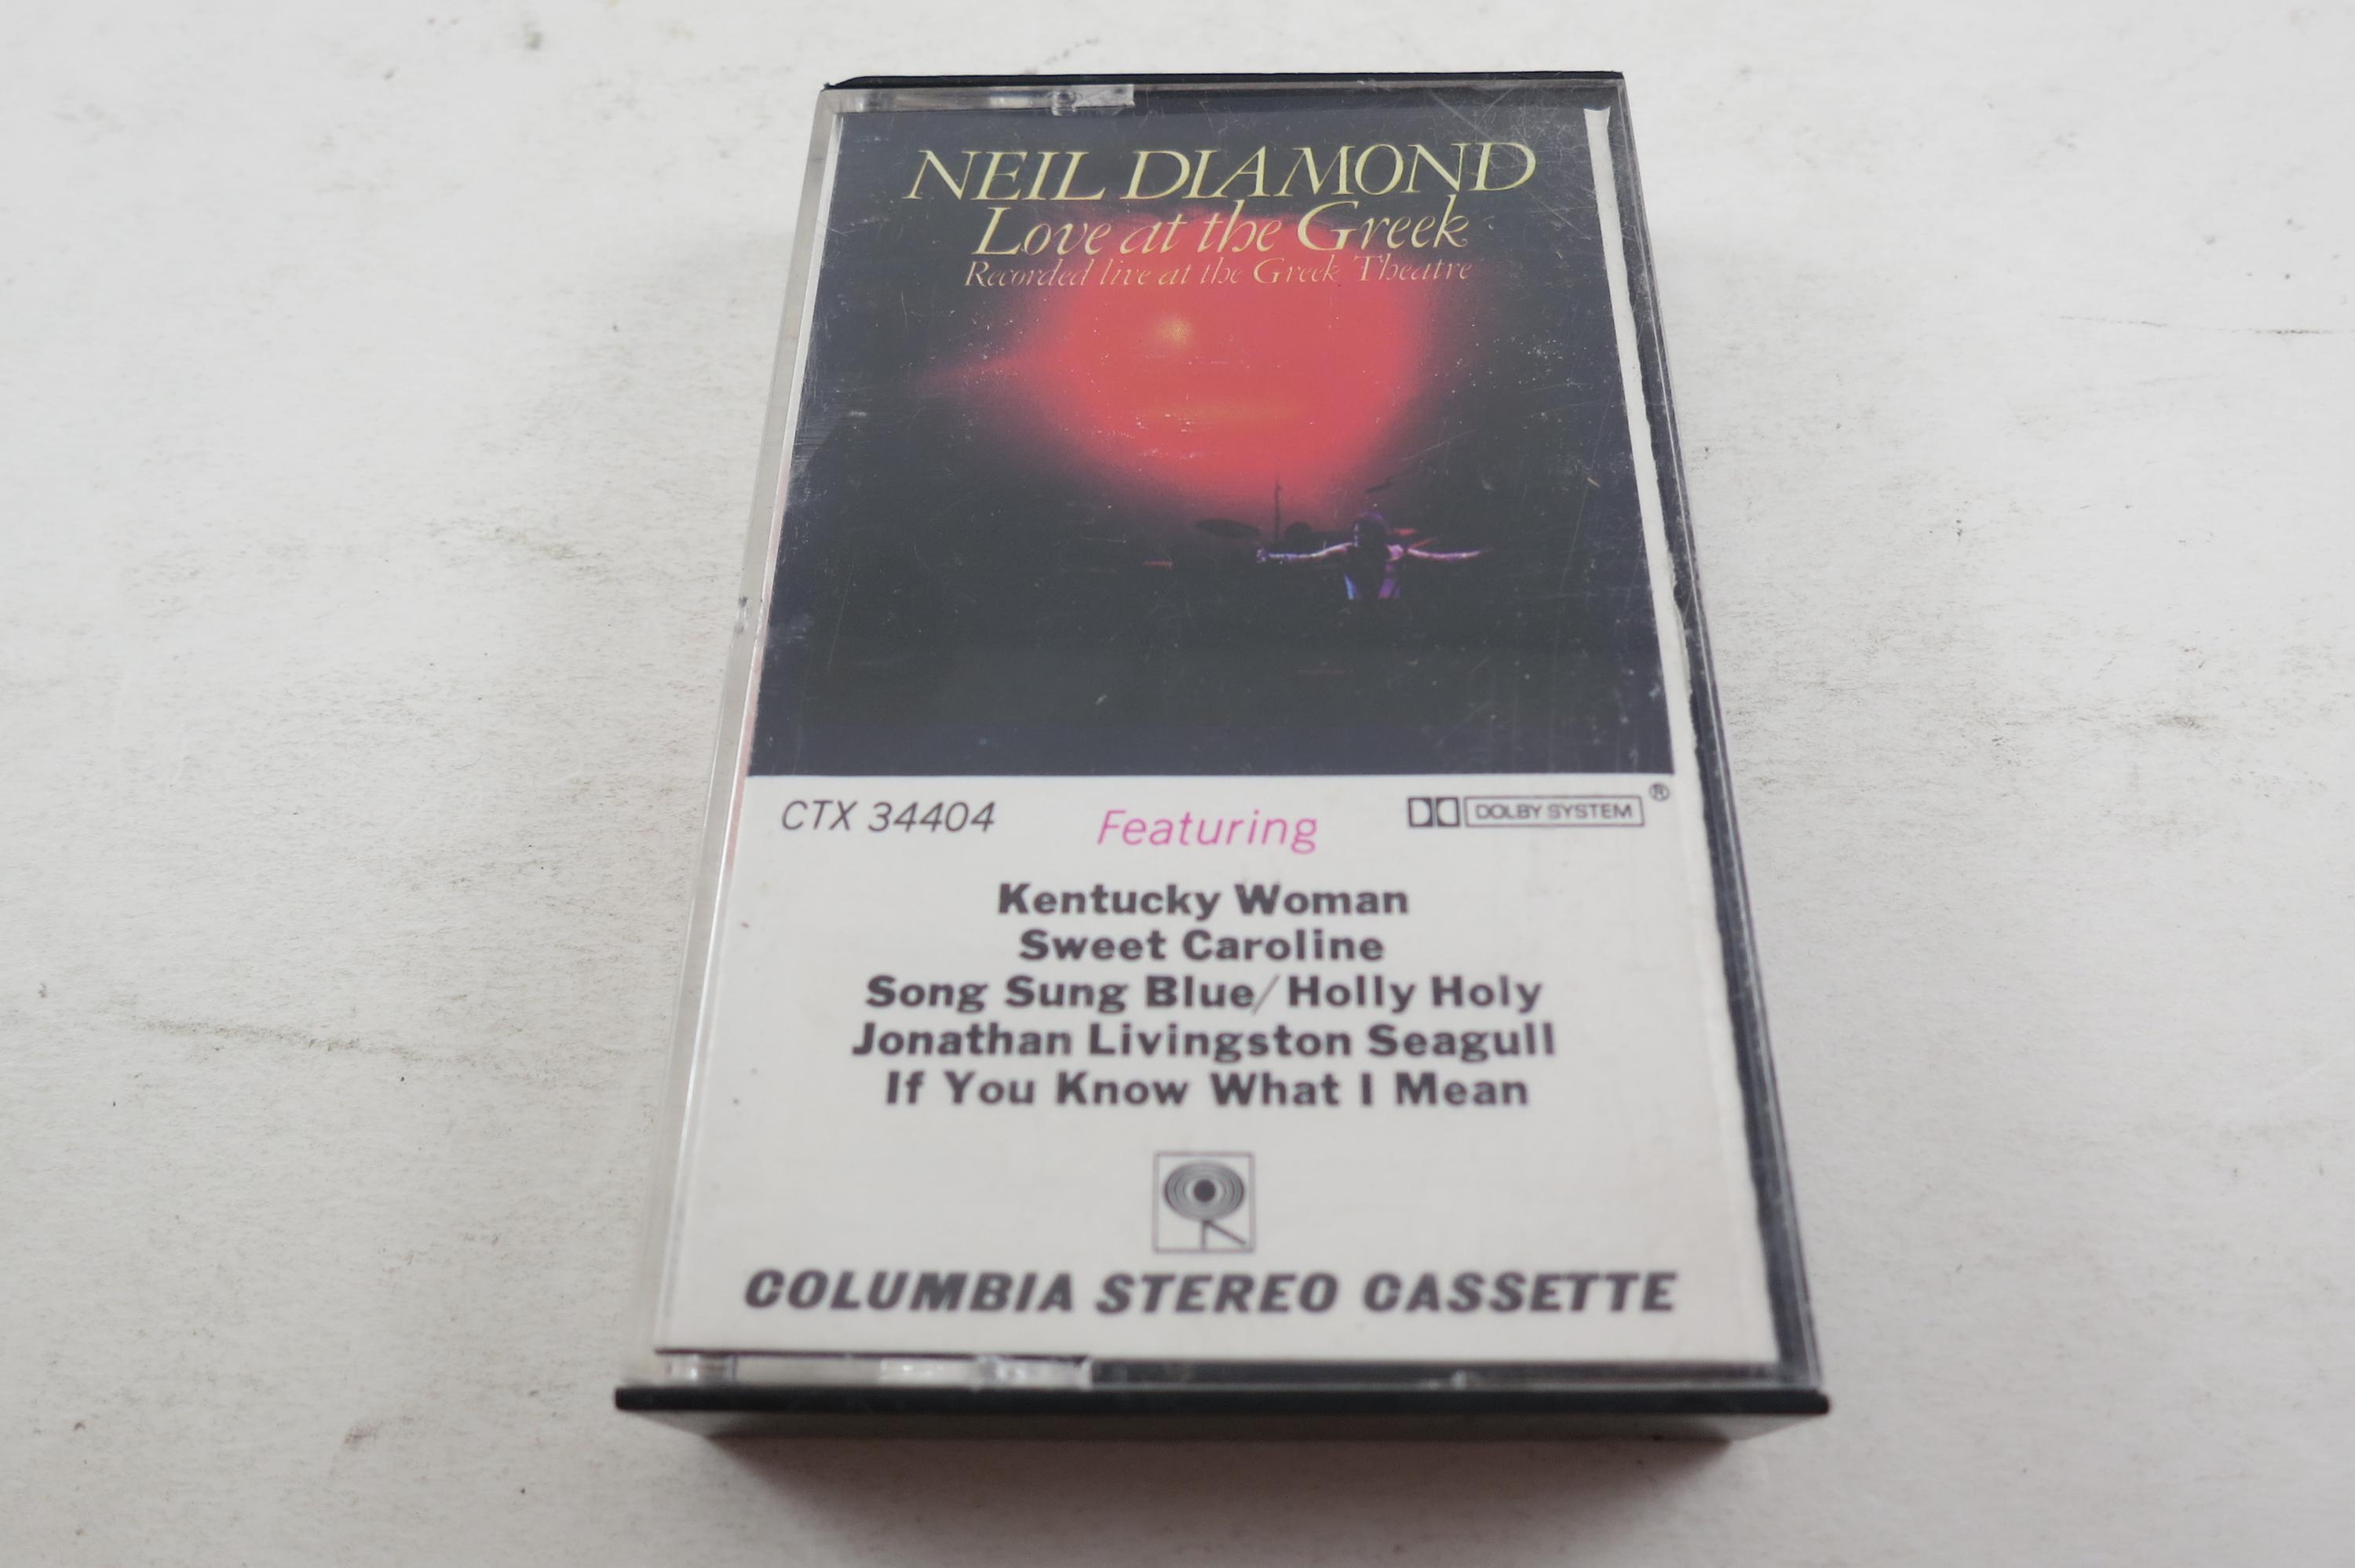 NEIL DIAMOND
Love at the Greek
Recorded live at the Greek Theatre
CTX 34404 Featuring DOLBY SYSTEM®
Kentucky Woman
Sweet Caroline
Song Sung Blue/Holly Holy
Jonathan Livingston Seagull
If You Know What I Mean
COLUMBIA STEREO CASSETTE